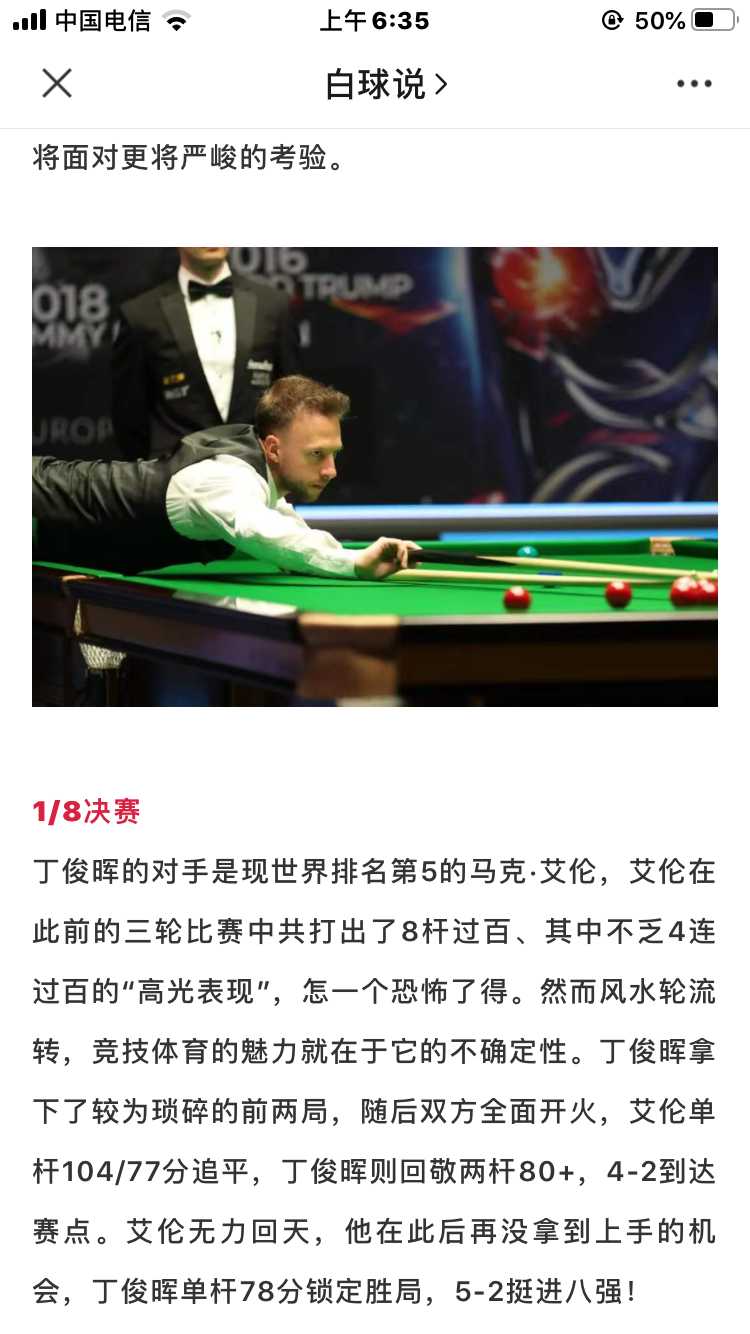 中国电信
上午6:35
50%
白球说
将面对更将严峻的考验。
016
D TRUMP
018
MMY
EUROP
1/8决赛
丁俊晖的对手是现世界排名第5的马克·艾伦，艾伦在
此前的三轮比赛中共打出了8杆过百、其中不乏4连
过百的“高光表现”，怎一个恐怖了得。然而风水轮流
转，竞技体育的魅力就在于它的不确定性。丁俊晖拿
下了较为琐碎的前两局，随后双方全面开火，艾伦单
杆104/77分追平，丁俊晖则回敬两杆80+，4-2到达
赛点。艾伦无力回天，他在此后再没拿到上手的机
会，丁俊晖单杆78分锁定胜局，5-2挺进八强！